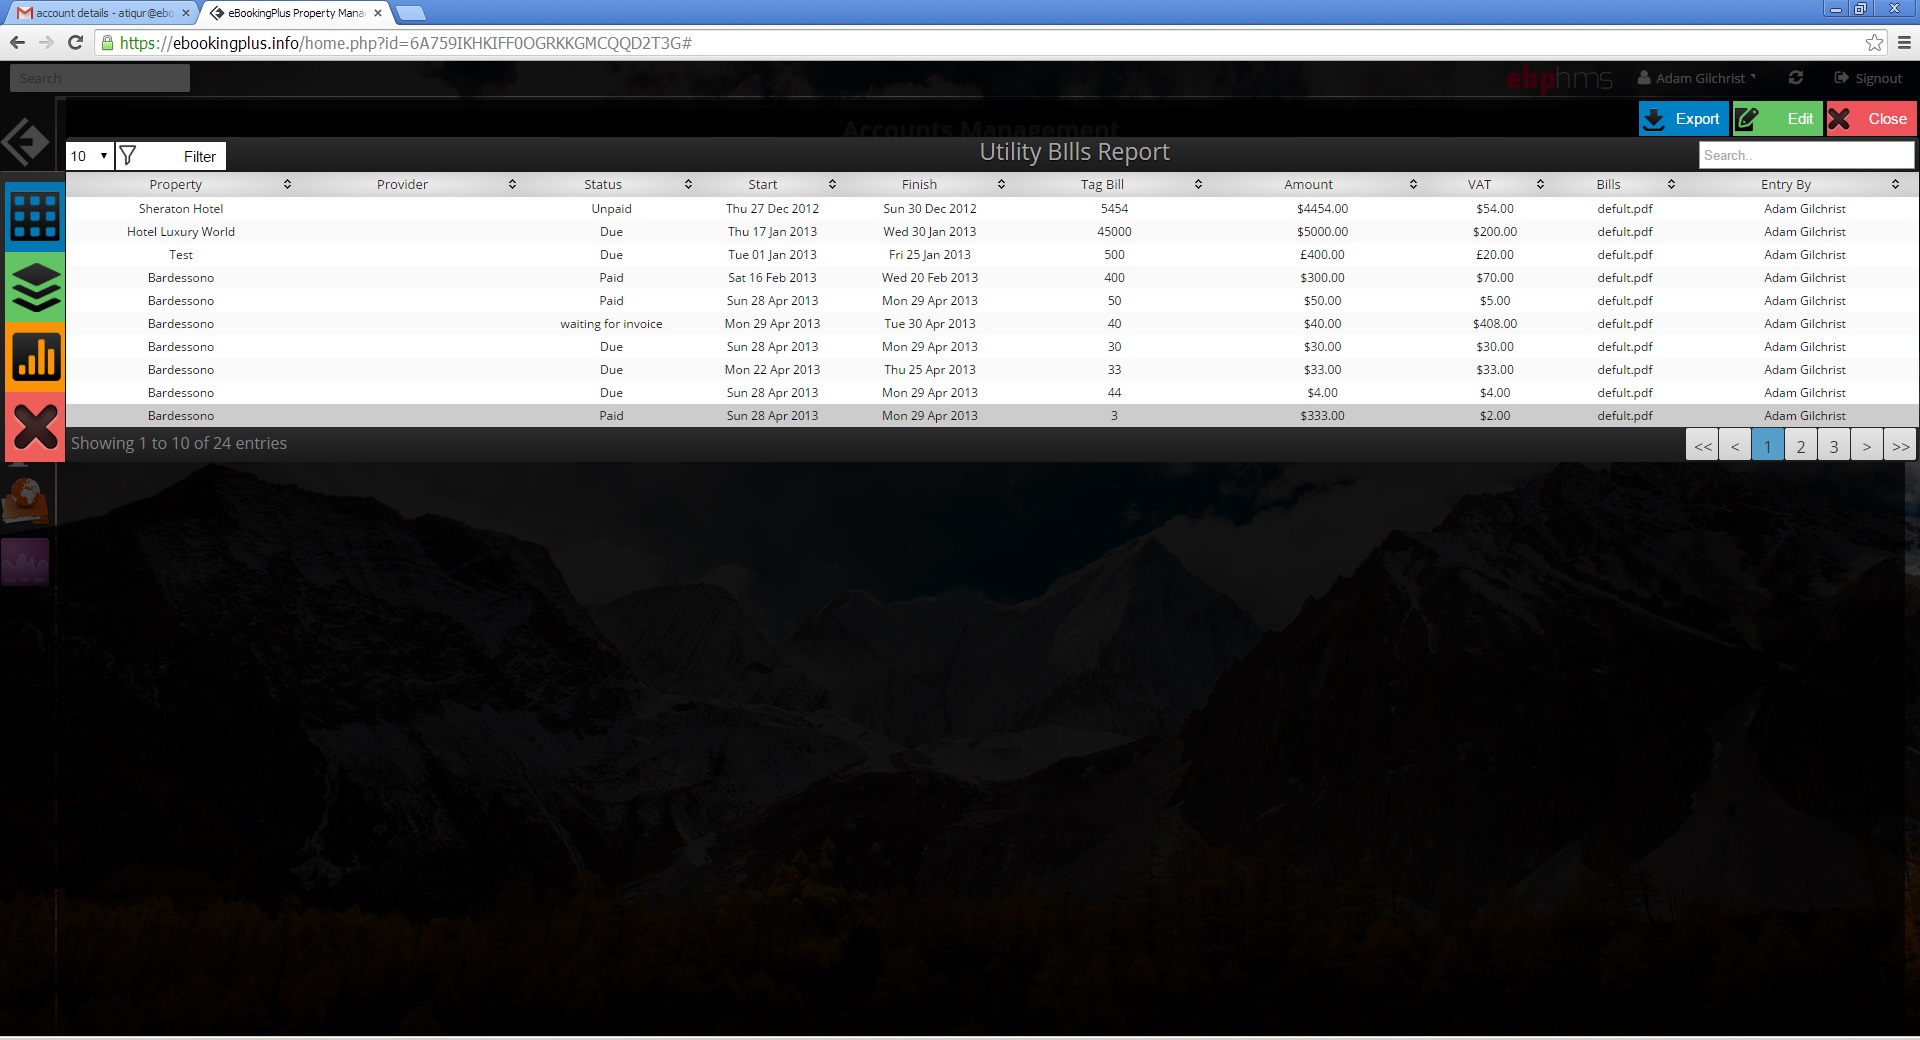 account details - atiqur@ebo
eBookingPlus Property Mana
https://ebookingplus.info/home.php?id=6A759IKHKIFF0OGRKKGMCQQD2T3G#
Search
ebphms
Adam Gilchrist
Signout
Accounts Management
Export
Edit
Close
10
Filter
Utility BIlls Report
Search..
Property Provider Status Start Finish Tag Bill Amount VAT Bills Entry By
Sheraton Hotel Unpaid Thu 27 Dec 2012 Sun 30 Dec 2012 5454 $4454.00 $54.00 defult.pdf Adam Gilchrist
Hotel Luxury World Due Thu 17 Jan 2013 Wed 30 Jan 2013 45000 $5000.00 $200.00 defult.pdf Adam Gilchrist
Test Due Tue 01 Jan 2013 Fri 25 Jan 2013 500 £400.00 £20.00 defult.pdf Adam Gilchrist
Bardessono Paid Sat 16 Feb 2013 Wed 20 Feb 2013 400 $300.00 $70.00 defult.pdf Adam Gilchrist
Bardessono Paid Sun 28 Apr 2013 Mon 29 Apr 2013 50 $50.00 $5.00 defult.pdf Adam Gilchrist
Bardessono waiting for invoice Mon 29 Apr 2013 Tue 30 Apr 2013 40 $40.00 $408.00 defult.pdf Adam Gilchrist
Bardessono Due Sun 28 Apr 2013 Mon 29 Apr 2013 30 $30.00 $30.00 defult.pdf Adam Gilchrist
Bardessono Due Mon 22 Apr 2013 Thu 25 Apr 2013 33 $33.00 $33.00 defult.pdf Adam Gilchrist
Bardessono Due Sun 28 Apr 2013 Mon 29 Apr 2013 44 $4.00 $4.00 defult.pdf Adam Gilchrist
Bardessono Paid Sun 28 Apr 2013 Mon 29 Apr 2013 3 $333.00 $2.00 defult.pdf Adam Gilchrist
Showing 1 to 10 of 24 entries
<< < 1 2 3 > >>